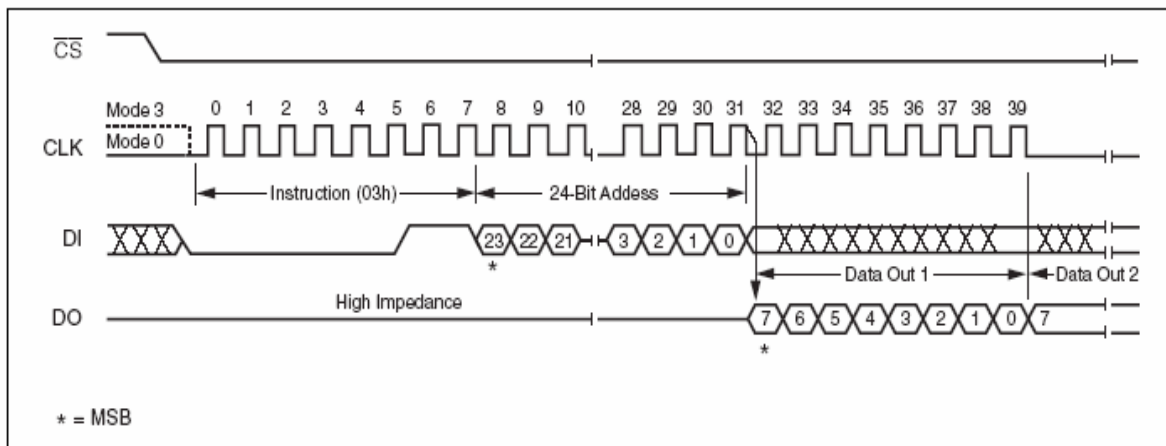 CS
Mode 3
0 1 2 3 4 5 6 7 8 9 10 28 29 30 31 32 33 34 35 36 37 38 39
CLK
Mode 0
Instruction (03h)
24-Bit Addess
DI
23 22 21 3 2 1 0
*
Data Out 1
Data Out 2
High Impedance
DO
7 6 5 4 3 2 1 0 7
*
* = MSB